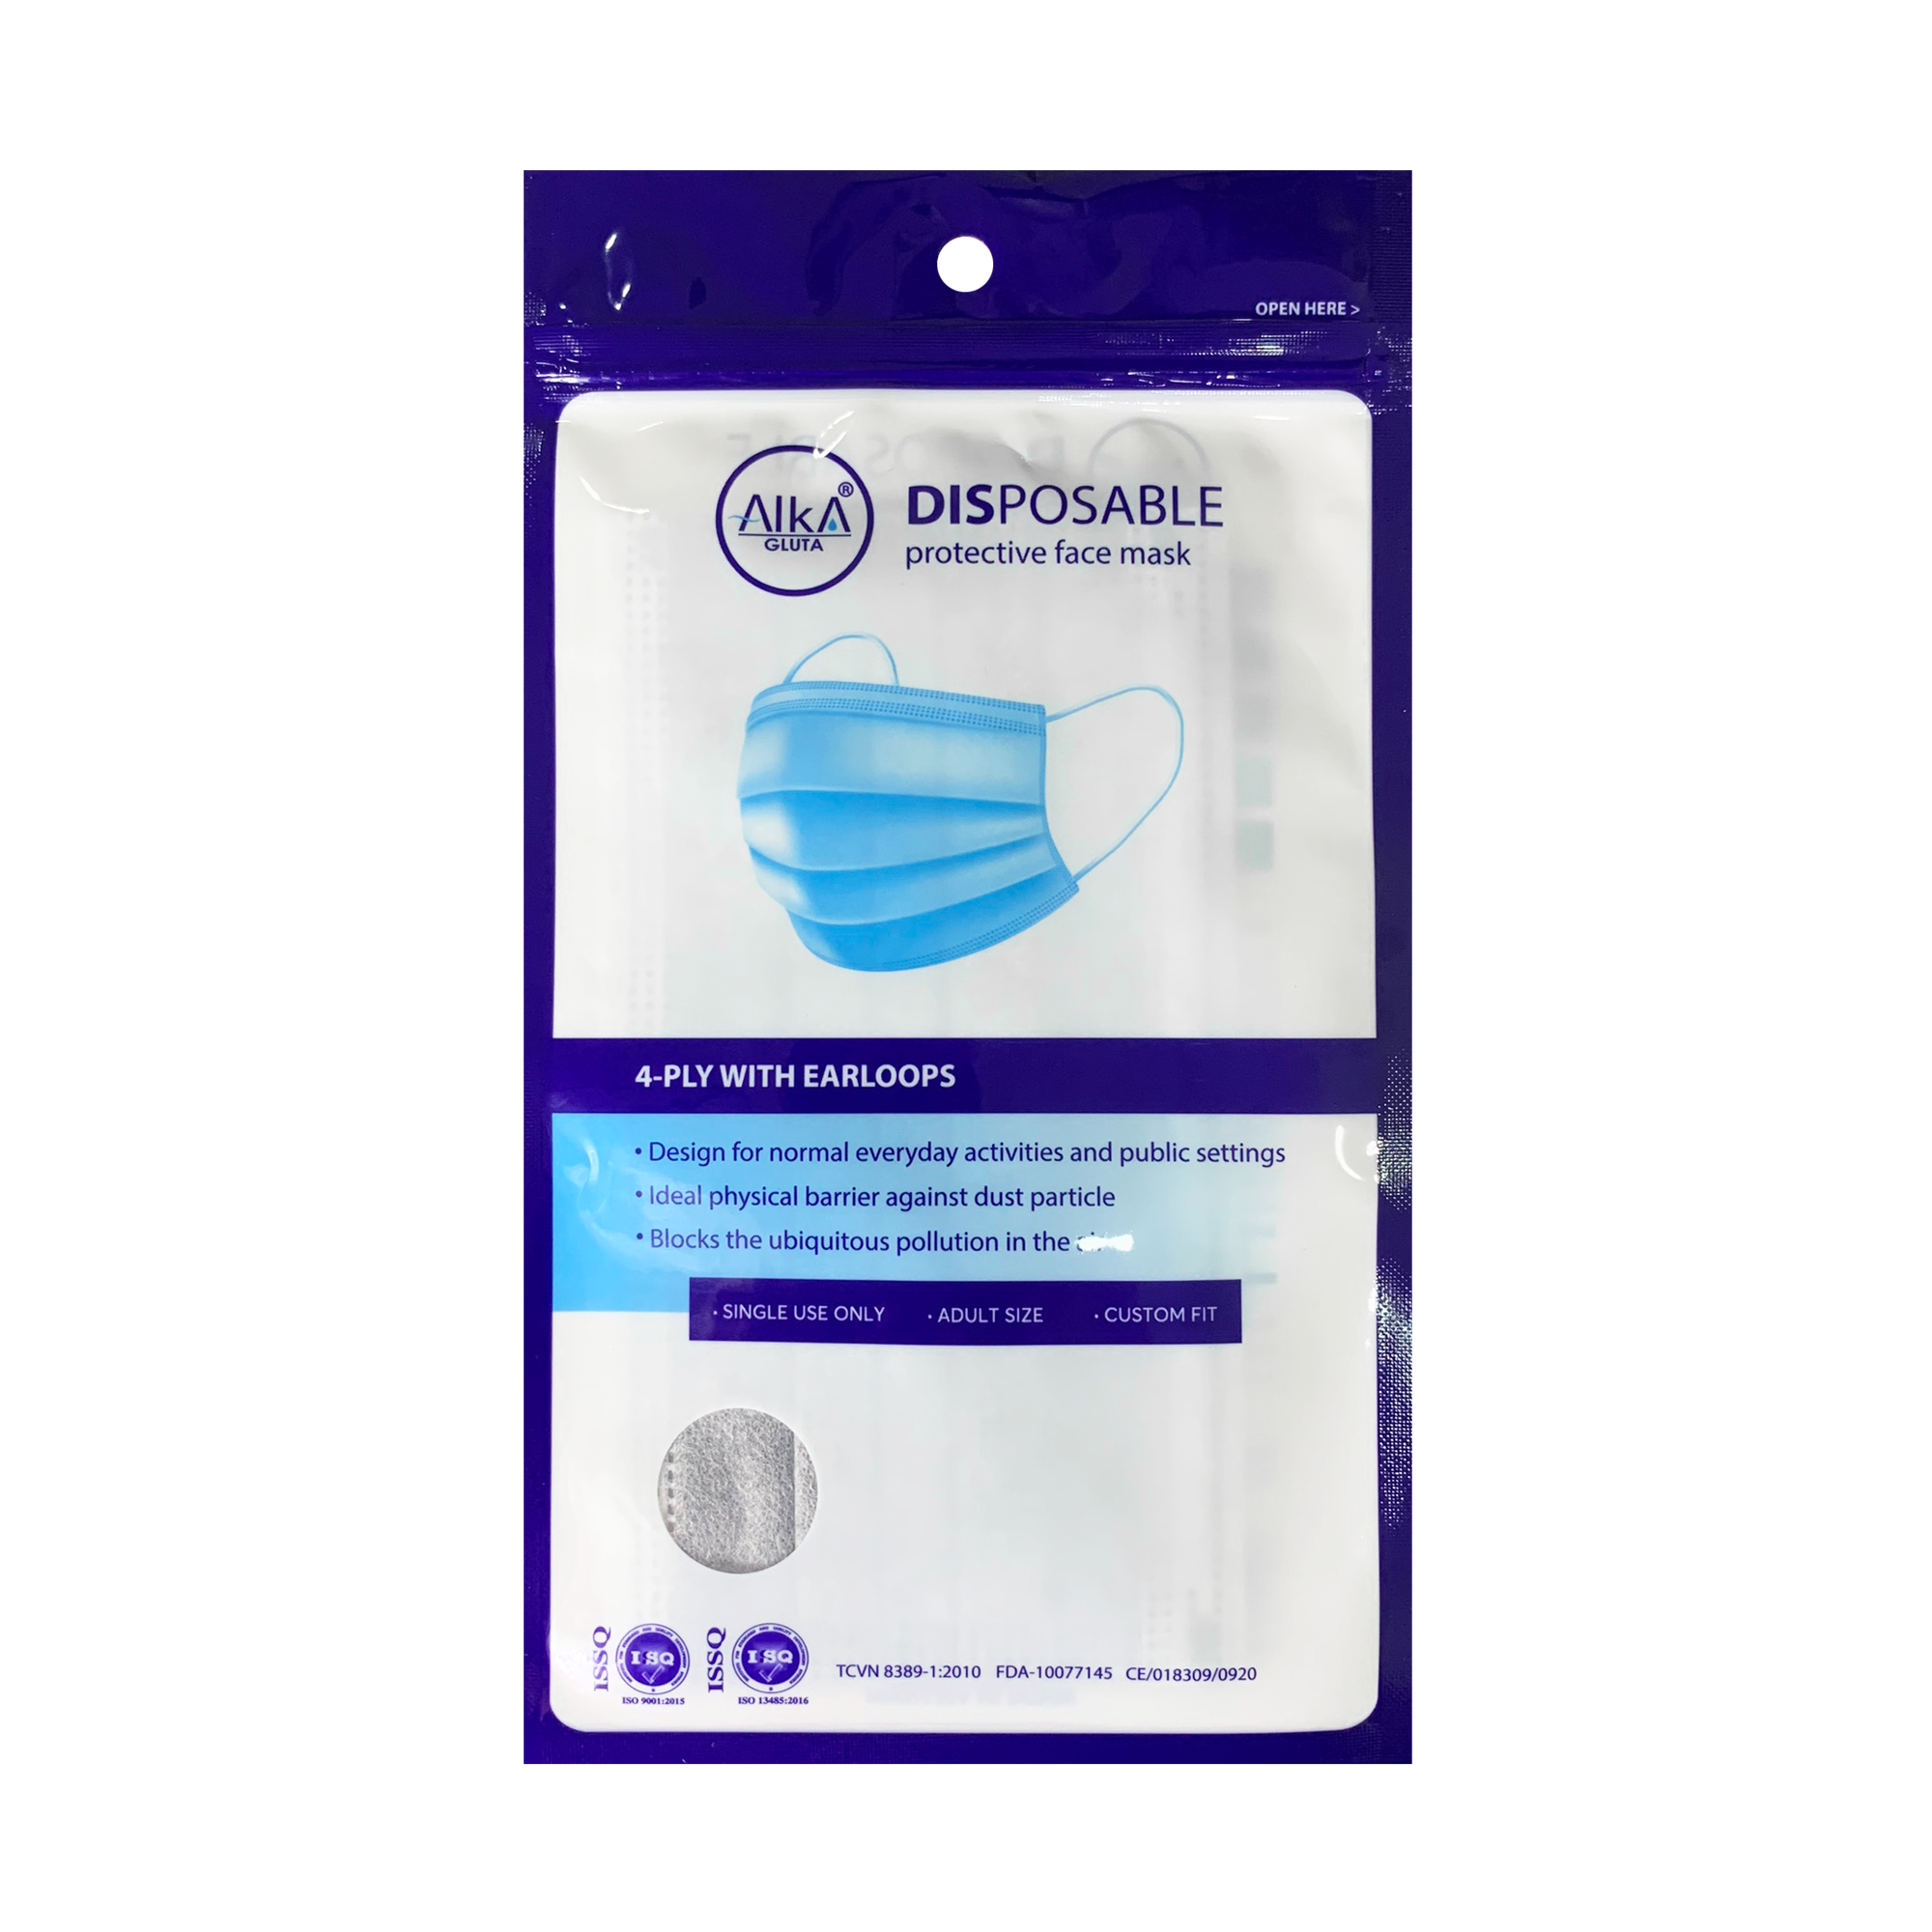 OPEN HERE >
AlkA®
GLUTA
DISPOSABLE
protective face mask
4-PLY WITH EARLOOPS
• Design for normal everyday activities and public settings
• Ideal physical barrier against dust particle
• Blocks the ubiquitous pollution in the
• SINGLE USE ONLY • ADULT SIZE • CUSTOM FIT
ISSQ
ISO 9001:2015
ISSQ
ISO 13485:2016
TCVN 8389-1:2010 FDA-10077145 CE/018309/0920